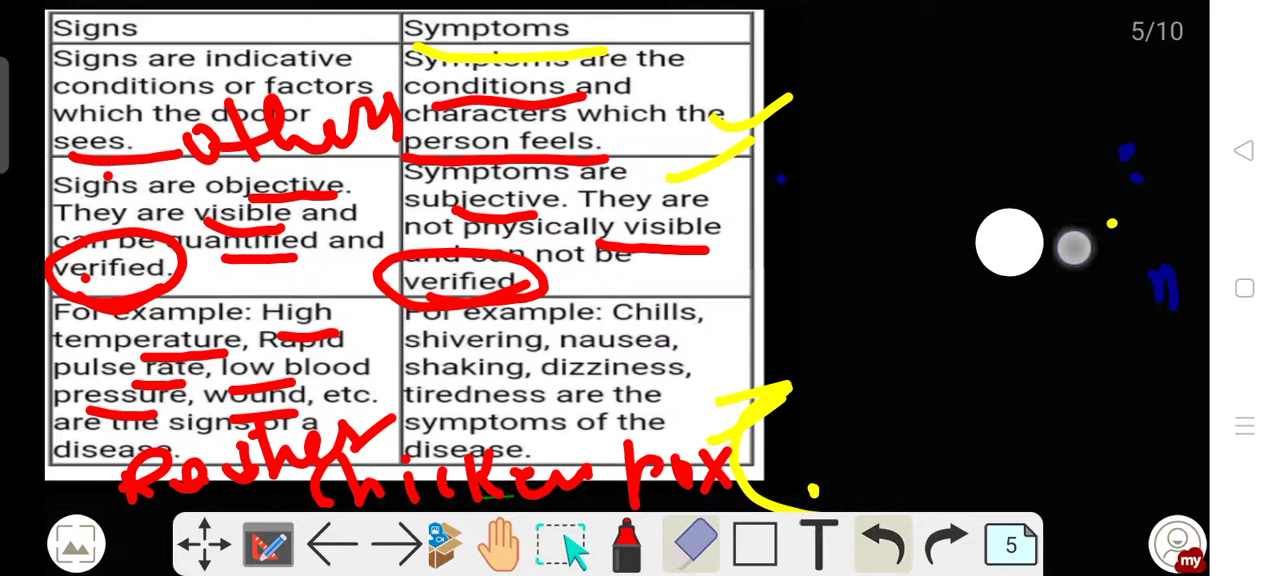 5/10
Signs
Symptoms
Signs are indicative
conditions or factors
which the doctor
sees.
others
Symptoms are the
conditions and
characters which the
person feels.
Signs are objective.
They are visible and
can be quantified and
verified.
Symptoms are
subjective. They are
not physically visible
and can not be
verified.
For example: High
temperature, Rapid
pulse rate, low blood
pressure, wound, etc.
are the signs of a
disease.
For example: Chills,
shivering, nausea,
shaking, dizziness,
tiredness are the
symptoms of the
disease.
Rashes chicken pox
n
T
5
my